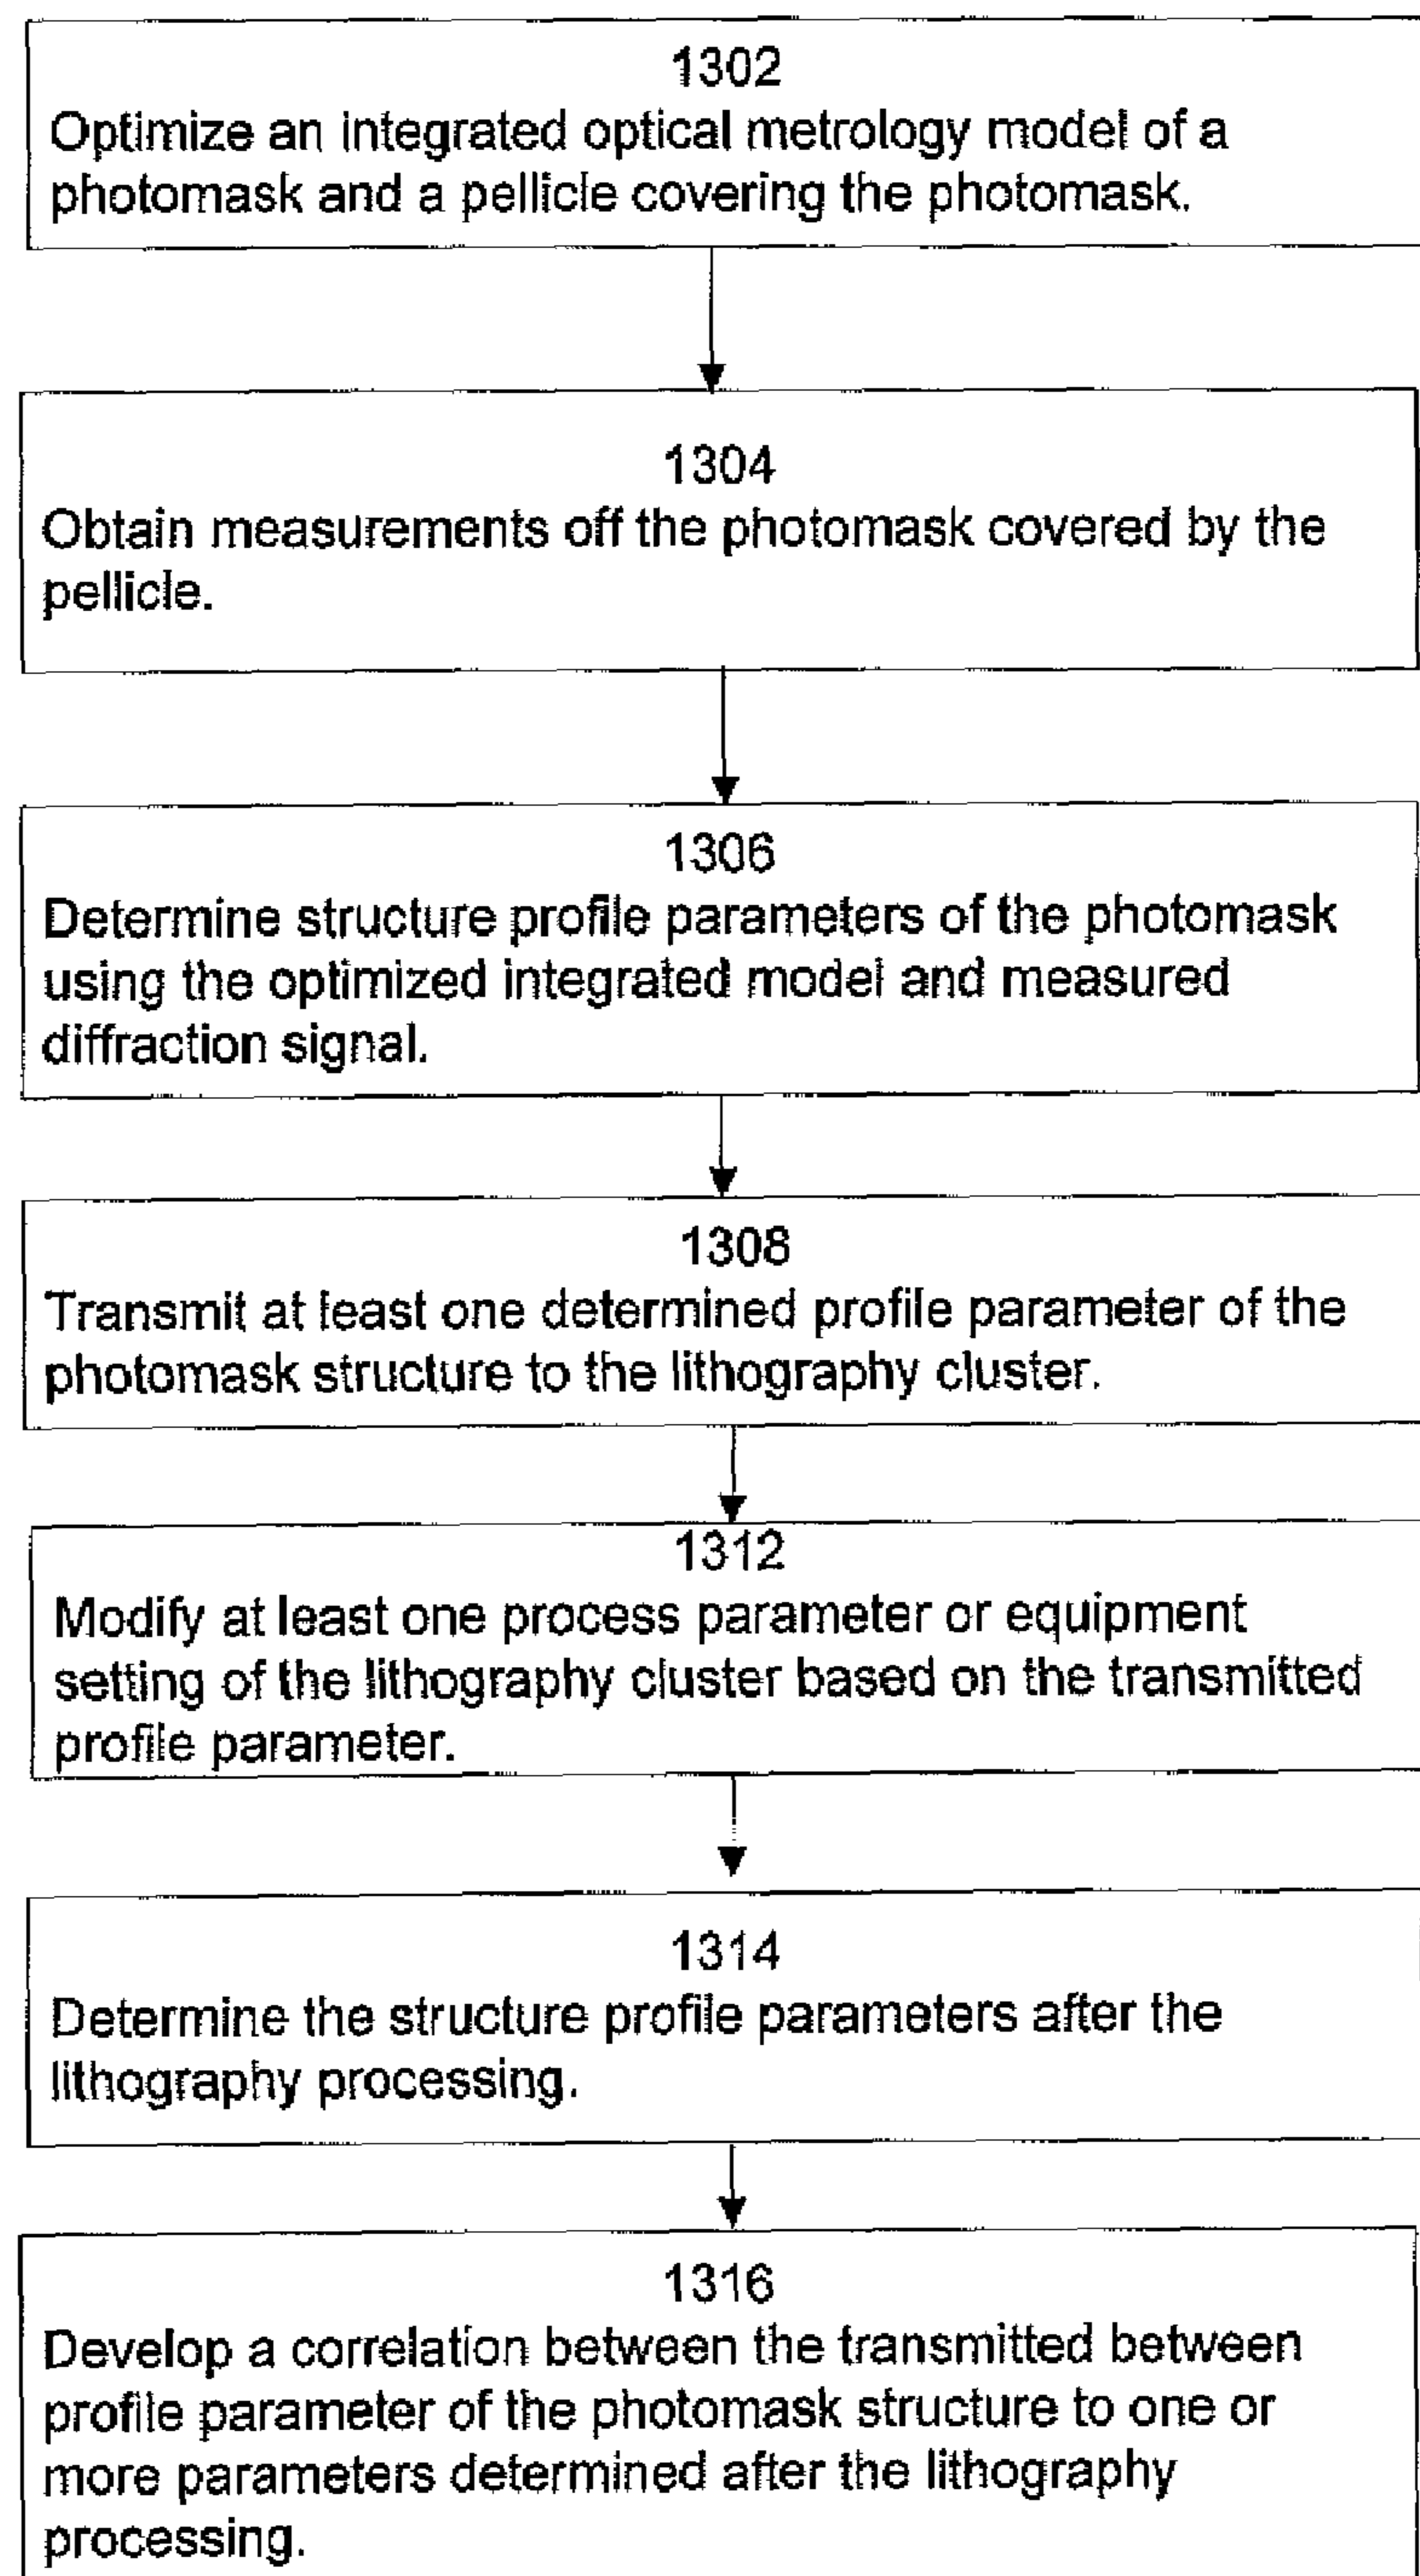 1302
Optimize an integrated optical metrology model of a
photomask and a pellicle covering the photomask.
1304
Obtain measurements off the photomask covered by the
pellicle.
1306
Determine structure profile parameters of the photomask
using the optimized integrated model and measured
diffraction signal.
1308
Transmit at least one determined profile parameter of the
photomask structure to the lithography cluster.
1312
Modify at least one process parameter or equipment
setting of the lithography cluster based on the transmitted
profile parameter.
1314
Determine the structure profile parameters after the
lithography processing.
1316
Develop a correlation between the transmitted between
profile parameter of the photomask structure to one or
more parameters determined after the lithography
processing.